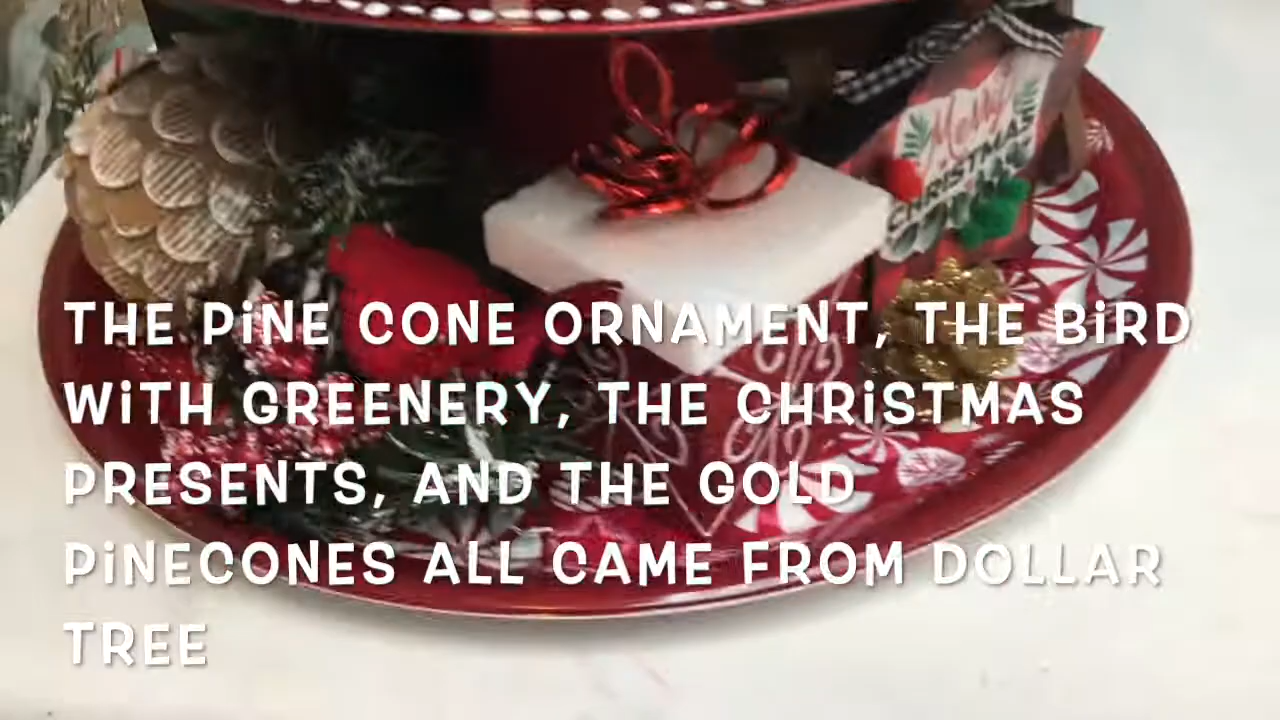 Merry
CHRISTMAS
THE PiNE CONE ORNAMENT, THE BiRD
WiTH GREENERY, THE CHRiSTMAS
PRESENTS, AND THE GOLD
PiNECONES ALL CAME FROM DOLLAR
TREE